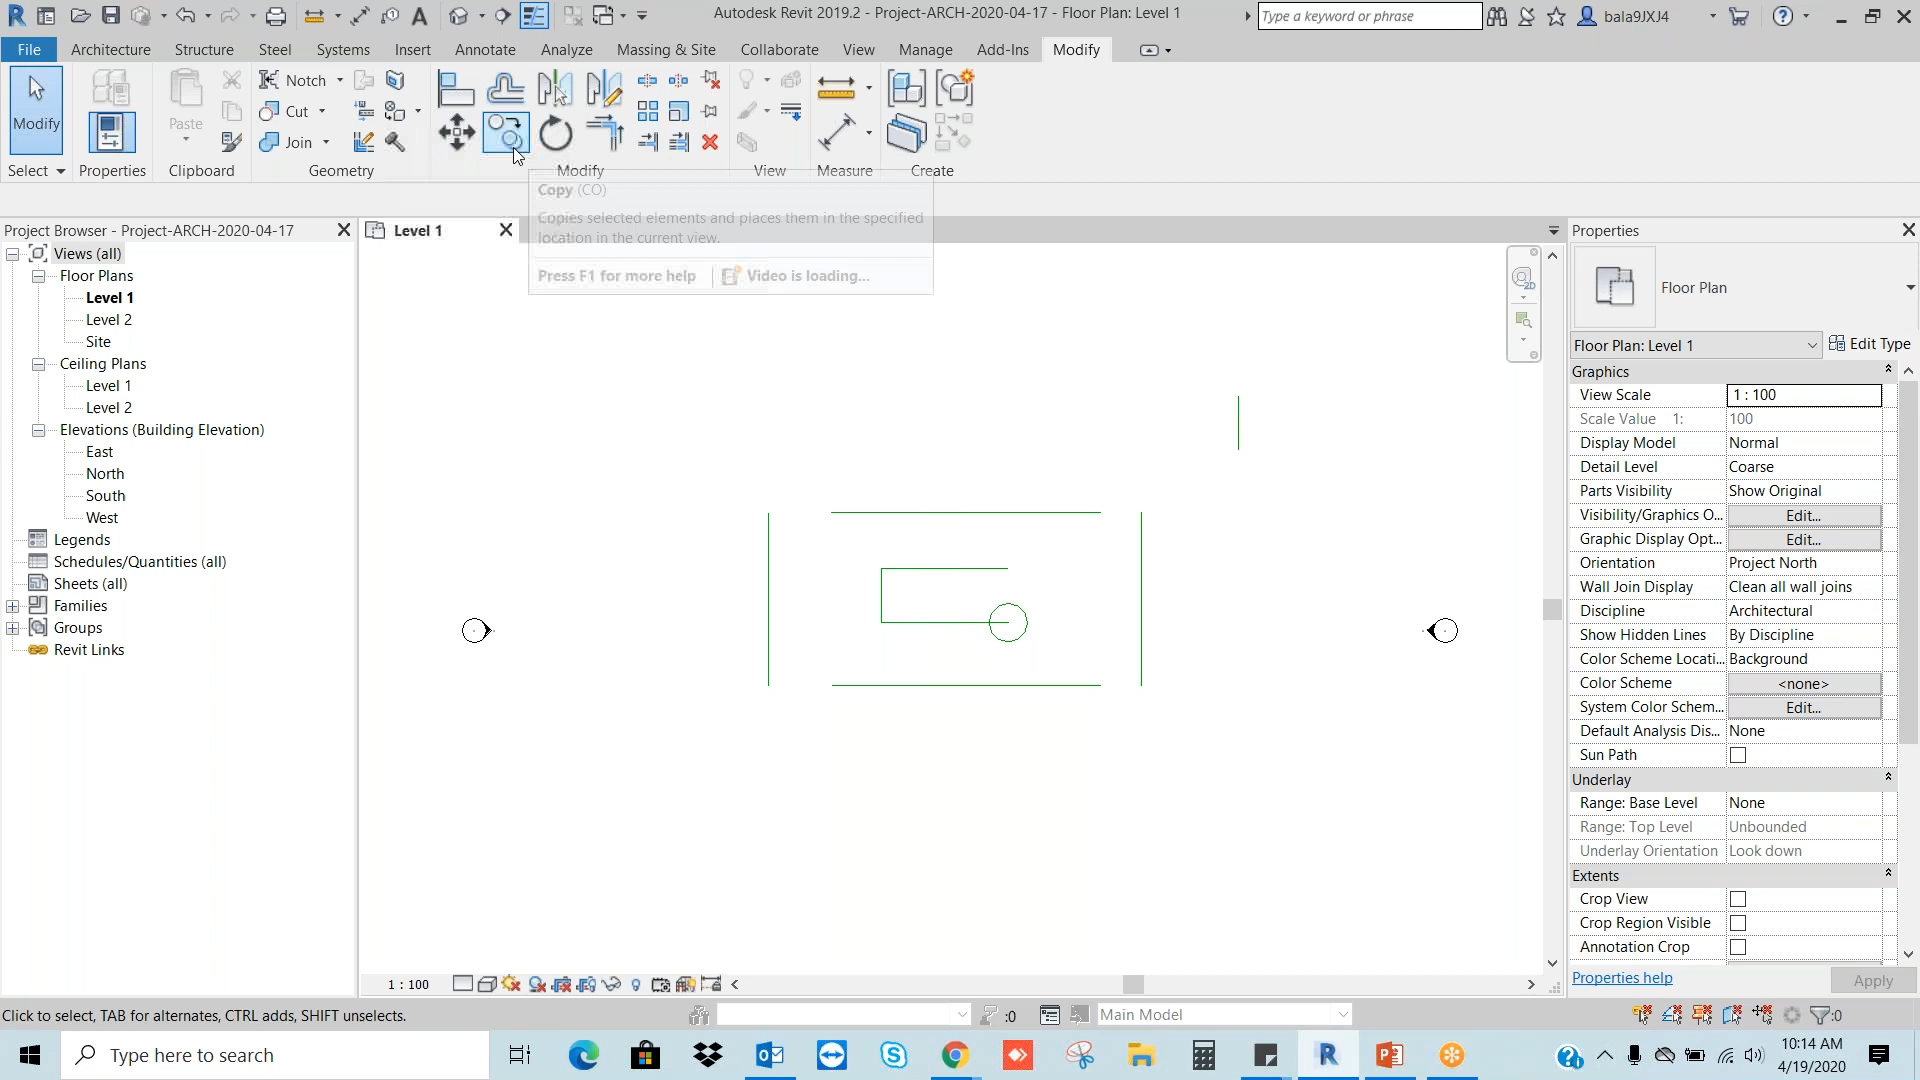 Autodesk Revit 2019.2 - Project-ARCH-2020-04-17 - Floor Plan: Level 1
Type a keyword or phrase
bala9JXJ4
File Architecture Structure Steel Systems Insert Annotate Analyze Massing & Site Collaborate View Manage Add-Ins Modify
Modify
Paste
Notch
Cut
Join
Select Properties Clipboard Geometry Modify View Measure Create
Copy (CO)
Copies selected elements and places them in the specified
location in the current view.
Press F1 for more help Video is loading...
Project Browser - Project-ARCH-2020-04-17
Level 1
Views (all)
Floor Plans
Level 1
Level 2
Site
Ceiling Plans
Level 1
Level 2
Elevations (Building Elevation)
East
North
South
West
Legends
Schedules/Quantities (all)
Sheets (all)
Families
Groups
Revit Links
2D
Properties
Floor Plan
Floor Plan: Level 1 Edit Type
Graphics
View Scale 1 : 100
Scale Value 1: 100
Display Model Normal
Detail Level Coarse
Parts Visibility Show Original
Visibility/Graphics O... Edit...
Graphic Display Opt... Edit...
Orientation Project North
Wall Join Display Clean all wall joins
Discipline Architectural
Show Hidden Lines By Discipline
Color Scheme Locati... Background
Color Scheme <none>
System Color Schem... Edit...
Default Analysis Dis... None
Sun Path
Underlay
Range: Base Level None
Range: Top Level Unbounded
Underlay Orientation Look down
Extents
Crop View
Crop Region Visible
Annotation Crop
Properties help Apply
1 : 100
Click to select, TAB for alternates, CTRL adds, SHIFT unselects.
:0
Main Model
:0
Type here to search
10:14 AM
4/19/2020